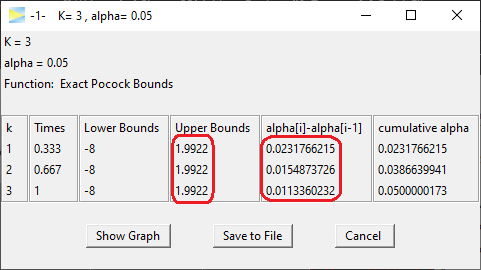 -1- K= 3 , alpha= 0.05
K = 3
alpha = 0.05
Function: Exact Pocock Bounds
k Times Lower Bounds Upper Bounds alpha[i]-alpha[i-1] cumulative alpha
1 0.333 -8 1.9922 0.0231766215 0.0231766215
2 0.667 -8 1.9922 0.0154873726 0.0386639941
3 1 -8 1.9922 0.0113360232 0.0500000173
Show Graph Save to File Cancel